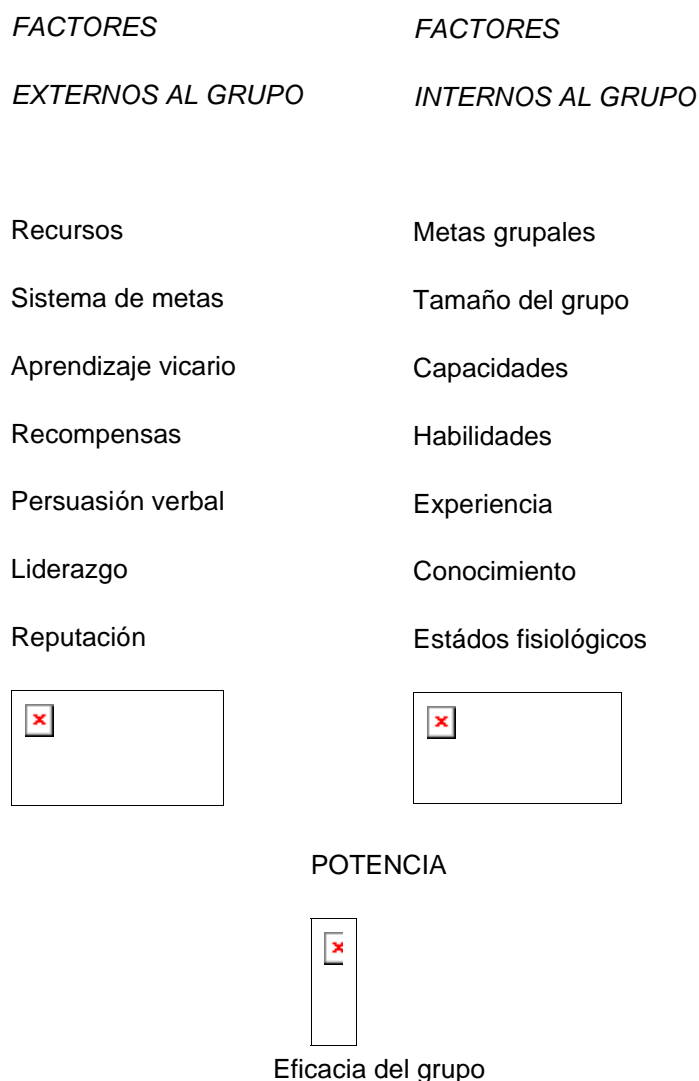 FACTORES
EXTERNOS AL GRUPO
Recursos
Sistema de metas
Aprendizaje vicario
Recompensas
Persuasión verbal
Liderazgo
Reputación
FACTORES
INTERNOS AL GRUPO
Metas grupales
Tamaño del grupo
Capacidades
Habilidades
Experiencia
Conocimiento
Estádos fisiológicos
POTENCIA
Eficacia del grupo